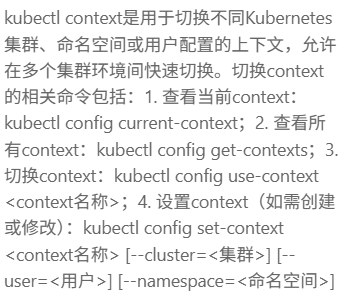 kubectl context是用于切换不同Kubernetes
集群、命名空间或用户配置的上下文，允许
在多个集群环境间快速切换。切换context
的相关命令包括：1. 查看当前context：
kubectl config current-context；2. 查看所
有context：kubectl config get-contexts；3.
切换context：kubectl config use-context
<context名称>；4. 设置context（如需创建
或修改）：kubectl config set-context
<context名称> [--cluster=<集群>] [--
user=<用户>] [--namespace=<命名空间>]